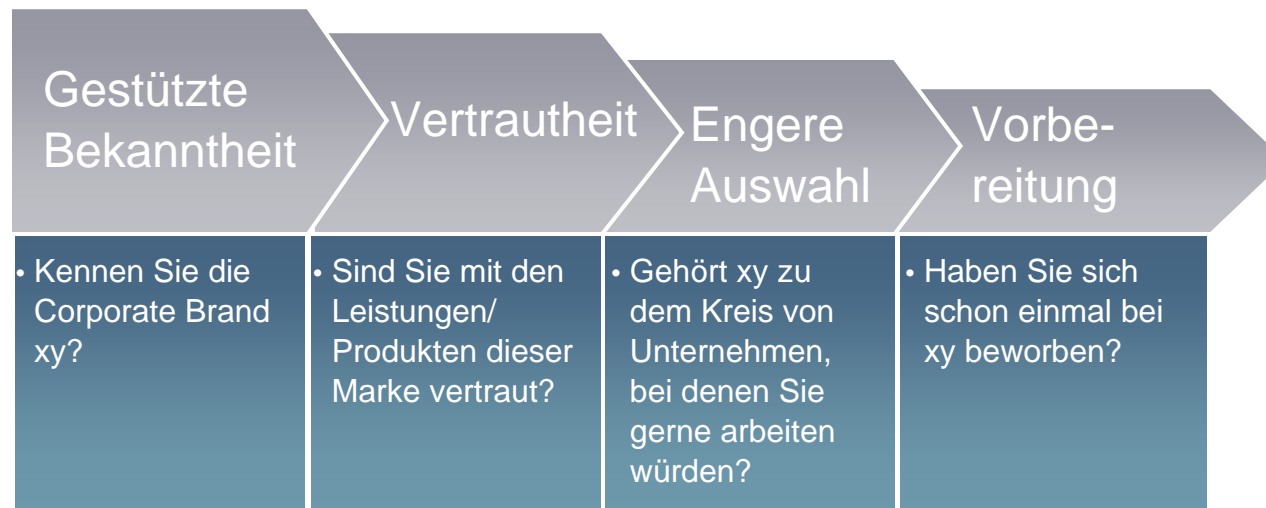 Gestützte
Bekanntheit
Vertrautheit
Engere
Auswahl
Vorbe-
reitung
• Kennen Sie die
Corporate Brand
xy?
• Sind Sie mit den
Leistungen/
Produkten dieser
Marke vertraut?
• Gehört xy zu
dem Kreis von
Unternehmen,
bei denen Sie
gerne arbeiten
würden?
• Haben Sie sich
schon einmal bei
xy beworben?